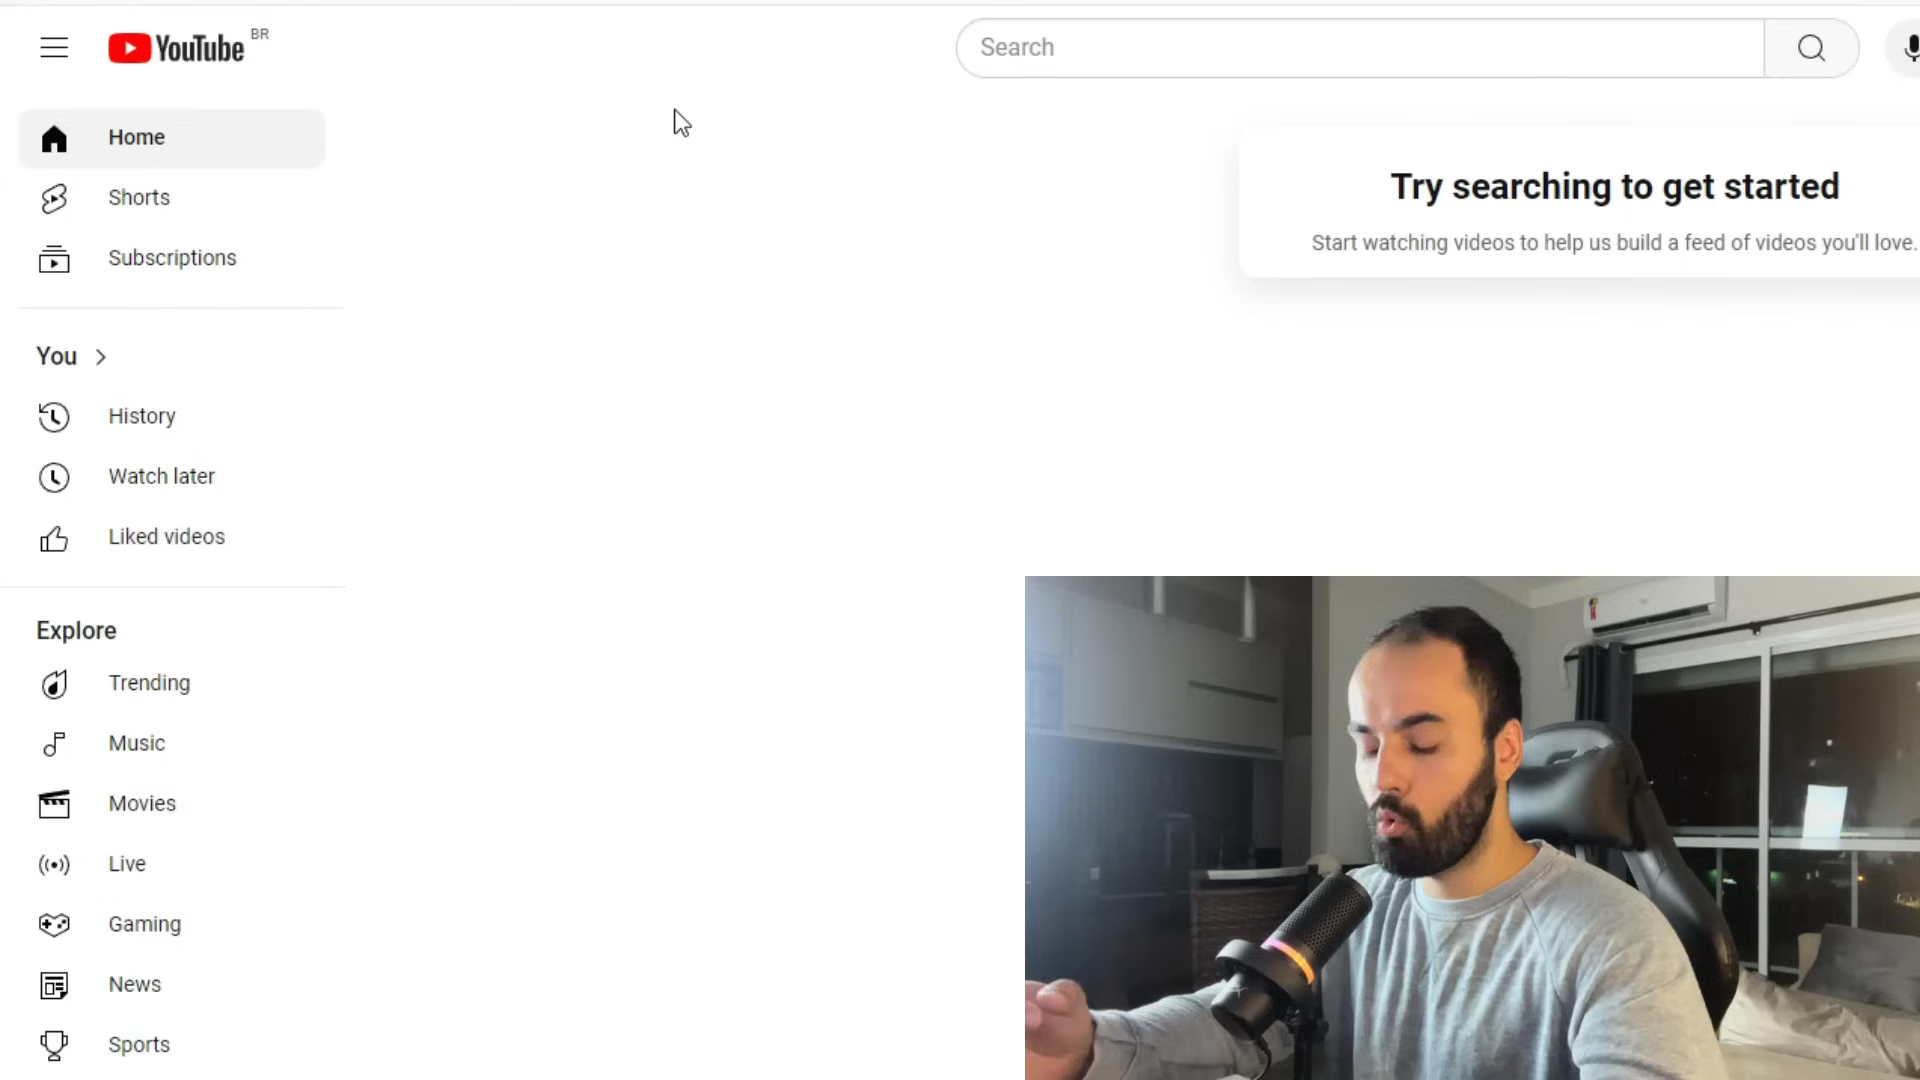 YouTube BR
Search
Home
Shorts
Subscriptions
You
History
Watch later
Liked videos
Explore
Trending
Music
Movies
Live
Gaming
News
Sports
Try searching to get started
Start watching videos to help us build a feed of videos you'll love.